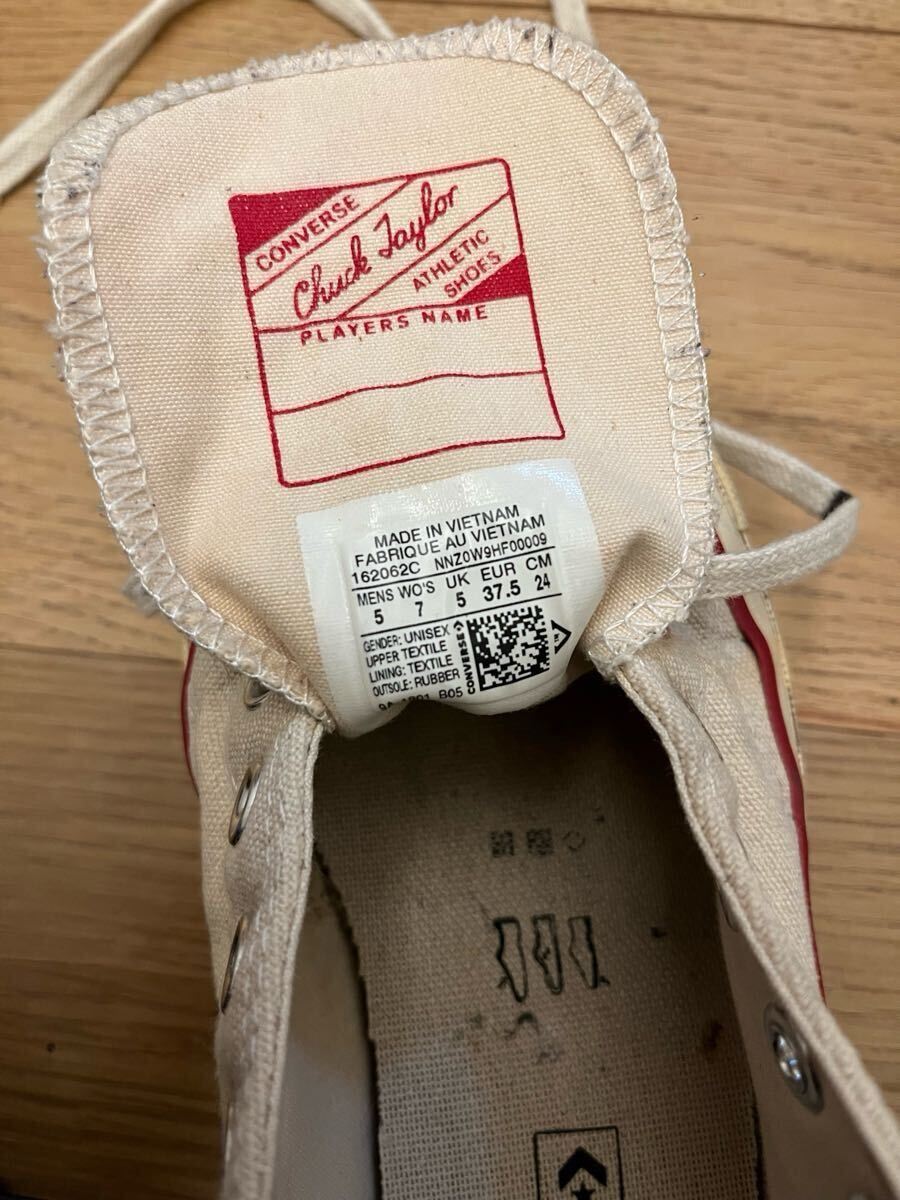 CONVERSE
Chuck Taylor
ATHLETIC
SHOES
PLAYERS NAME
MADE IN VIETNAM
FABRIQUE AU VIETNAM
162062C NNZ0W9HF00009
MENS WO'S UK EUR CM
5 7 5 37.5 24
GENDER: UNISEX
UPPER TEXTILE
LINING: TEXTILE
OUTSOLE: RUBBER
CONVERSE
B05